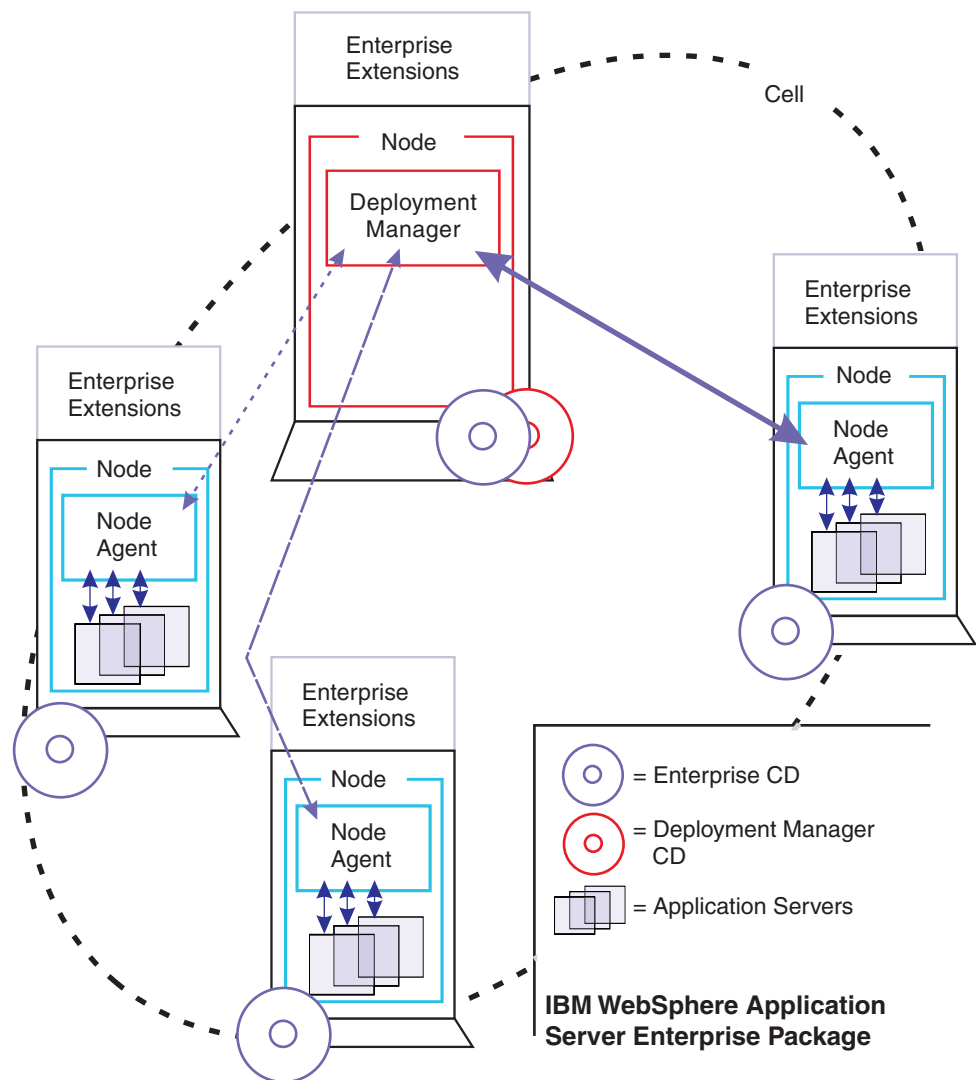 Enterprise
Extensions
Cell
Node
Deployment
Manager
Enterprise
Extensions
Node
Node
Agent
Enterprise
Extensions
Node
Node
Agent
Enterprise
Extensions
Node
Node
Agent
= Enterprise CD
= Deployment Manager
CD
= Application Servers
IBM WebSphere Application
Server Enterprise Package